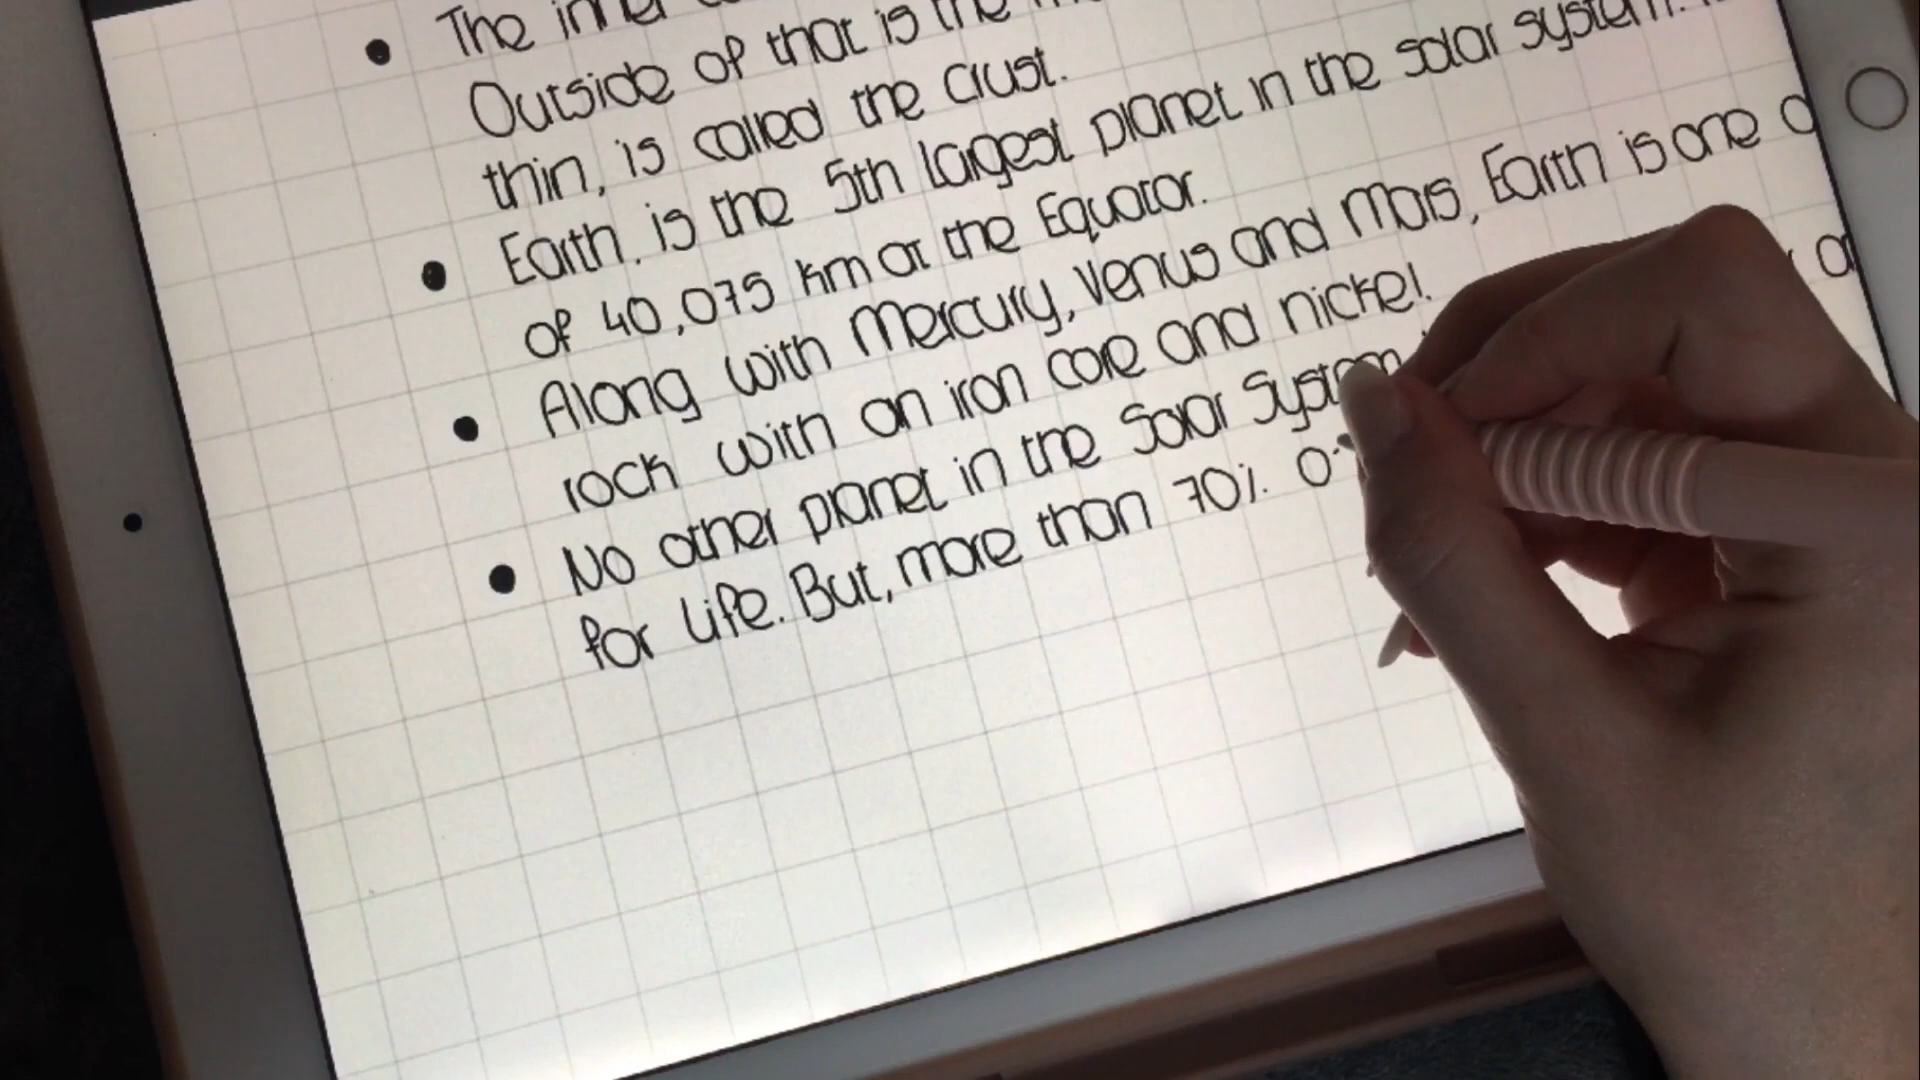 The inner
Outside of that is the
thin, is called the crust.
Earth. is the 5th largest planet in the solar system.
of 40,075 km at the Equator.
Along with Mercury, Venus and Mars, Earth is one
rock with an iron core and nickel.
No other planet in the Solar System
for life. But, more than 70%